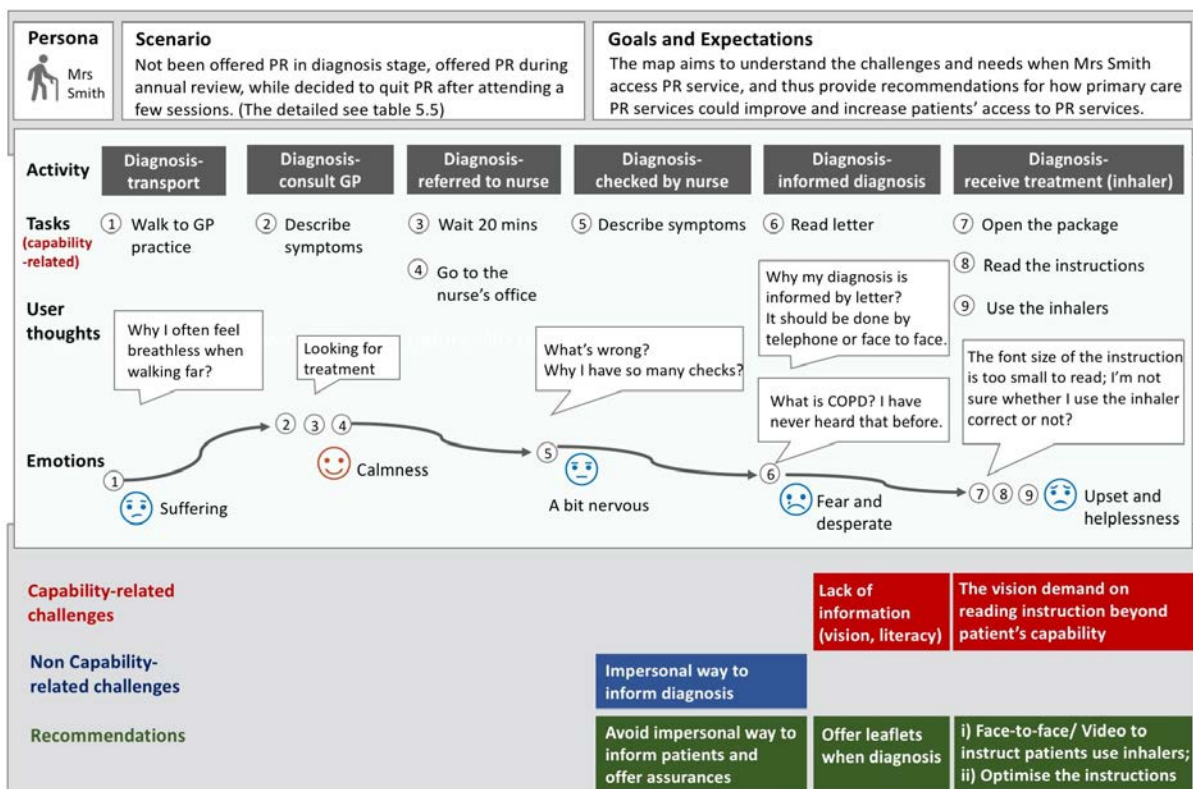 Persona
Mrs
Smith
Scenario
Not been offered PR in diagnosis stage, offered PR during
annual review, while decided to quit PR after attending a
few sessions. (The detailed see table 5.5)
Goals and Expectations
The map aims to understand the challenges and needs when Mrs Smith
access PR service, and thus provide recommendations for how primary care
PR services could improve and increase patients' access to PR services.
Activity
Diagnosis-
transport
Diagnosis-
consult GP
Diagnosis-
referred to nurse
Diagnosis-
checked by nurse
Diagnosis-
informed diagnosis
Diagnosis-
receive treatment (inhaler)
Tasks
(capability
-related)
1 Walk to GP
practice
2 Describe
symptoms
3 Wait 20 mins
4 Go to the
nurse's office
5 Describe symptoms
6 Read letter
7 Open the package
8 Read the instructions
9 Use the inhalers
User
thoughts
Why I often feel
breathless when
walking far?
Looking for
treatment
What's wrong?
Why I have so many checks?
Why my diagnosis is
informed by letter?
It should be done by
telephone or face to face.
What is COPD? I have
never heard that before.
The font size of the instruction
is too small to read; I'm not
sure whether I use the inhaler
correct or not?
Emotions
1
Suffering
2 3 4
Calmness
5
A bit nervous
6
Fear and
desperate
7 8 9
Upset and
helplessness
Capability-related
challenges
Lack of
information
(vision, literacy)
The vision demand on
reading instruction beyond
patient's capability
Non Capability-
related challenges
Impersonal way to
inform diagnosis
Recommendations
Avoid impersonal way to
inform patients and
offer assurances
Offer leaflets
when diagnosis
i) Face-to-face/ Video to
instruct patients use inhalers;
ii) Optimise the instructions